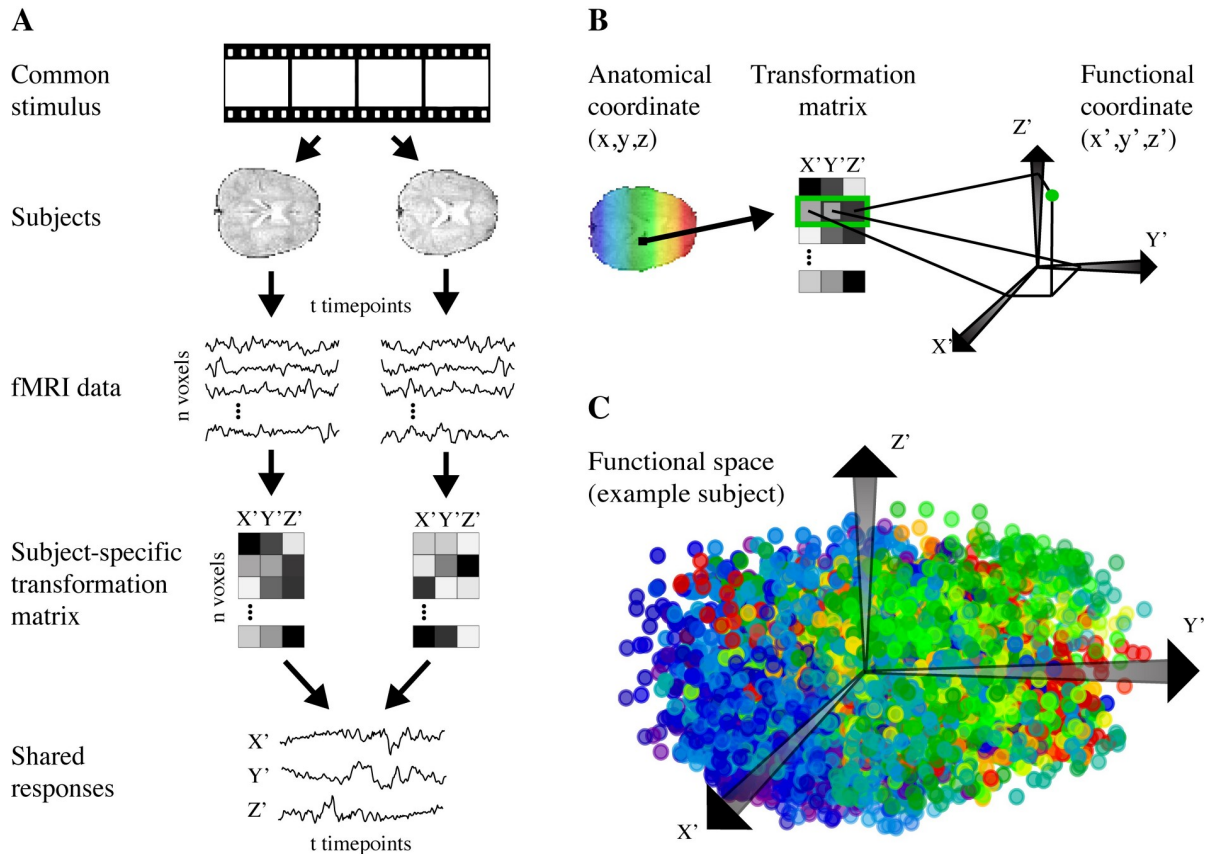 A
Common
stimulus
Subjects
t timepoints
n voxels
fMRI data
X’ Y’ Z’
X’ Y’ Z’
Subject-specific
transformation
matrix
n voxels
Shared
responses
X’
Y’
Z’
t timepoints
B
Anatomical
coordinate
(x,y,z)
Transformation
matrix
X’ Y’ Z’
Functional
coordinate
(x’,y’,z’)
Z’
Y’
X’
C
Functional space
(example subject)
Z’
Y’
X’